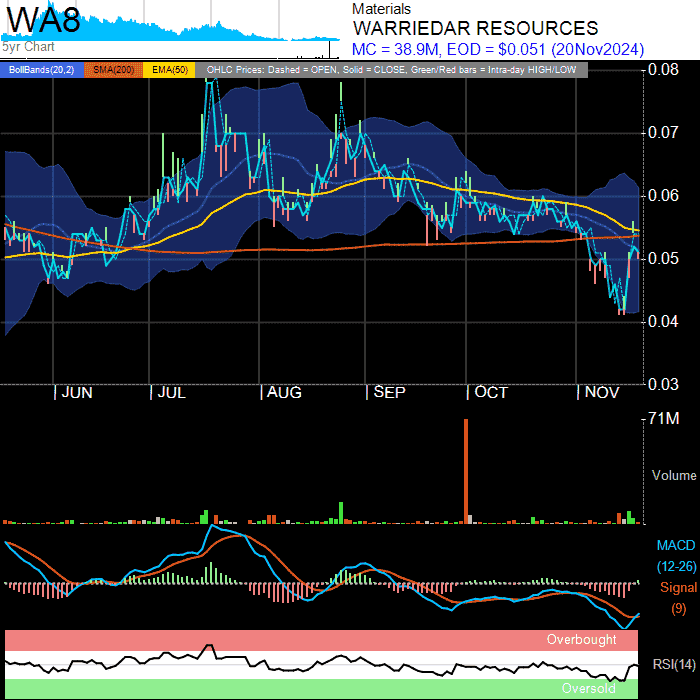 WA8
5yr Chart
Materials
WARRIEDAR RESOURCES
MC = 38.9M, EOD = $0.051 (20Nov2024)
BollBands(20,2) SMA(200) EMA(50) OHLC Prices: Dashed = OPEN, Solid = CLOSE, Green/Red bars = Intra-day HIGH/LOW
0.08
0.07
0.06
0.05
0.04
0.03
JUN JUL AUG SEP OCT NOV
71M
Volume
MACD
(12-26)
Signal
(9)
Overbought
RSI(14)
Oversold